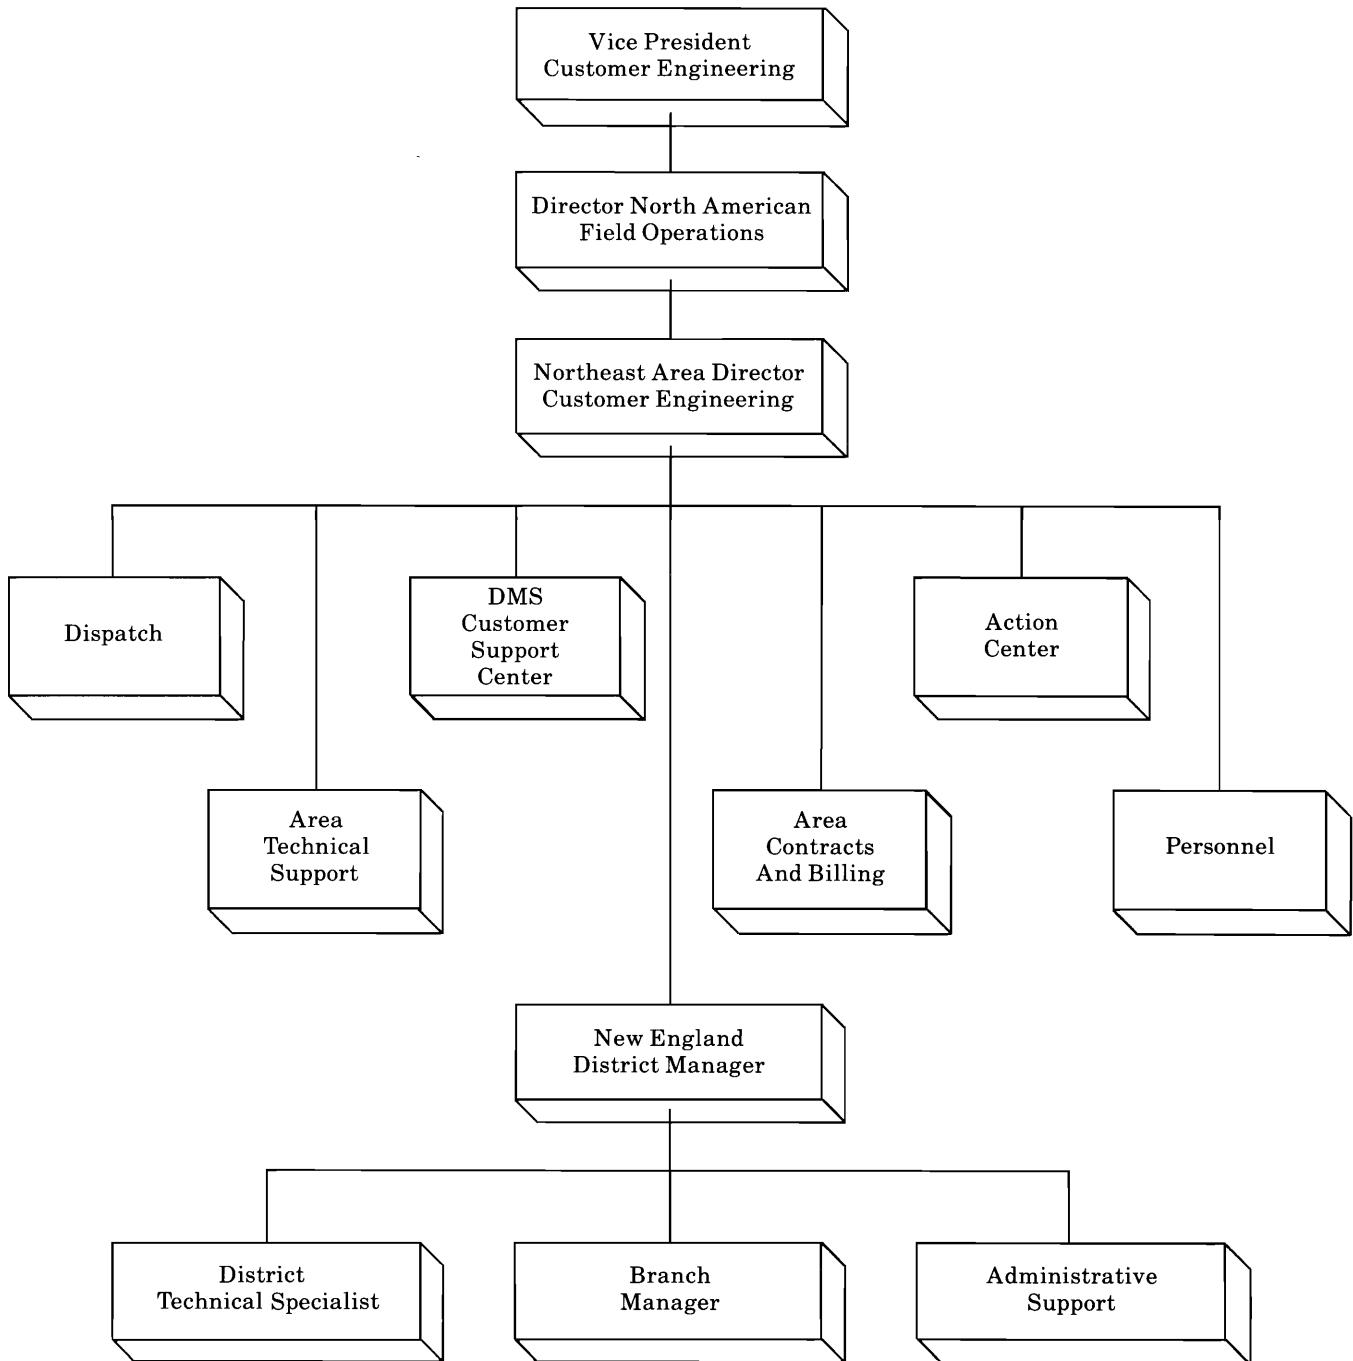 Vice President
Customer Engineering
Director North American
Field Operations
Northeast Area Director
Customer Engineering
Dispatch
DMS
Customer
Support
Center
Action
Center
Area
Technical
Support
Area
Contracts
And Billing
Personnel
New England
District Manager
District
Technical Specialist
Branch
Manager
Administrative
Support